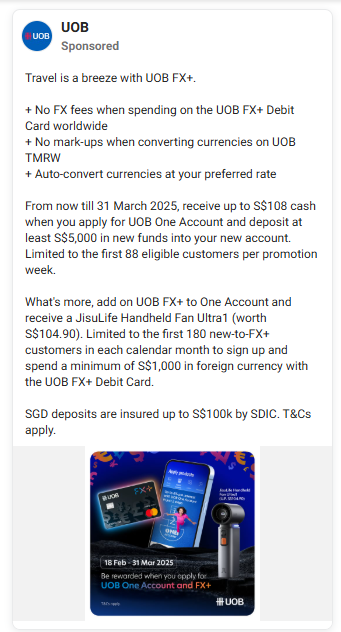 UOB
UOB
Sponsored
Travel is a breeze with UOB FX+.
+ No FX fees when spending on the UOB FX+ Debit
Card worldwide
+ No mark-ups when converting currencies on UOB
TMRW
+ Auto-convert currencies at your preferred rate
From now till 31 March 2025, receive up to S$108 cash
when you apply for UOB One Account and deposit at
least S$5,000 in new funds into your new account.
Limited to the first 88 eligible customers per promotion
week.
What's more, add on UOB FX+ to One Account and
receive a JisuLife Handheld Fan Ultra1 (worth
S$104.90). Limited to the first 180 new-to-FX+
customers in each calendar month to sign up and
spend a minimum of S$1,000 in foreign currency with
the UOB FX+ Debit Card.
SGD deposits are insured up to S$100k by SDIC. T&Cs
apply.
UOB
FX+
Apply products
JisuLife Handheld
Fan Ultra1
18 Feb - 31 Mar 2025
Be rewarded when you apply for
UOB One Account and FX+
T&Cs apply
UOB